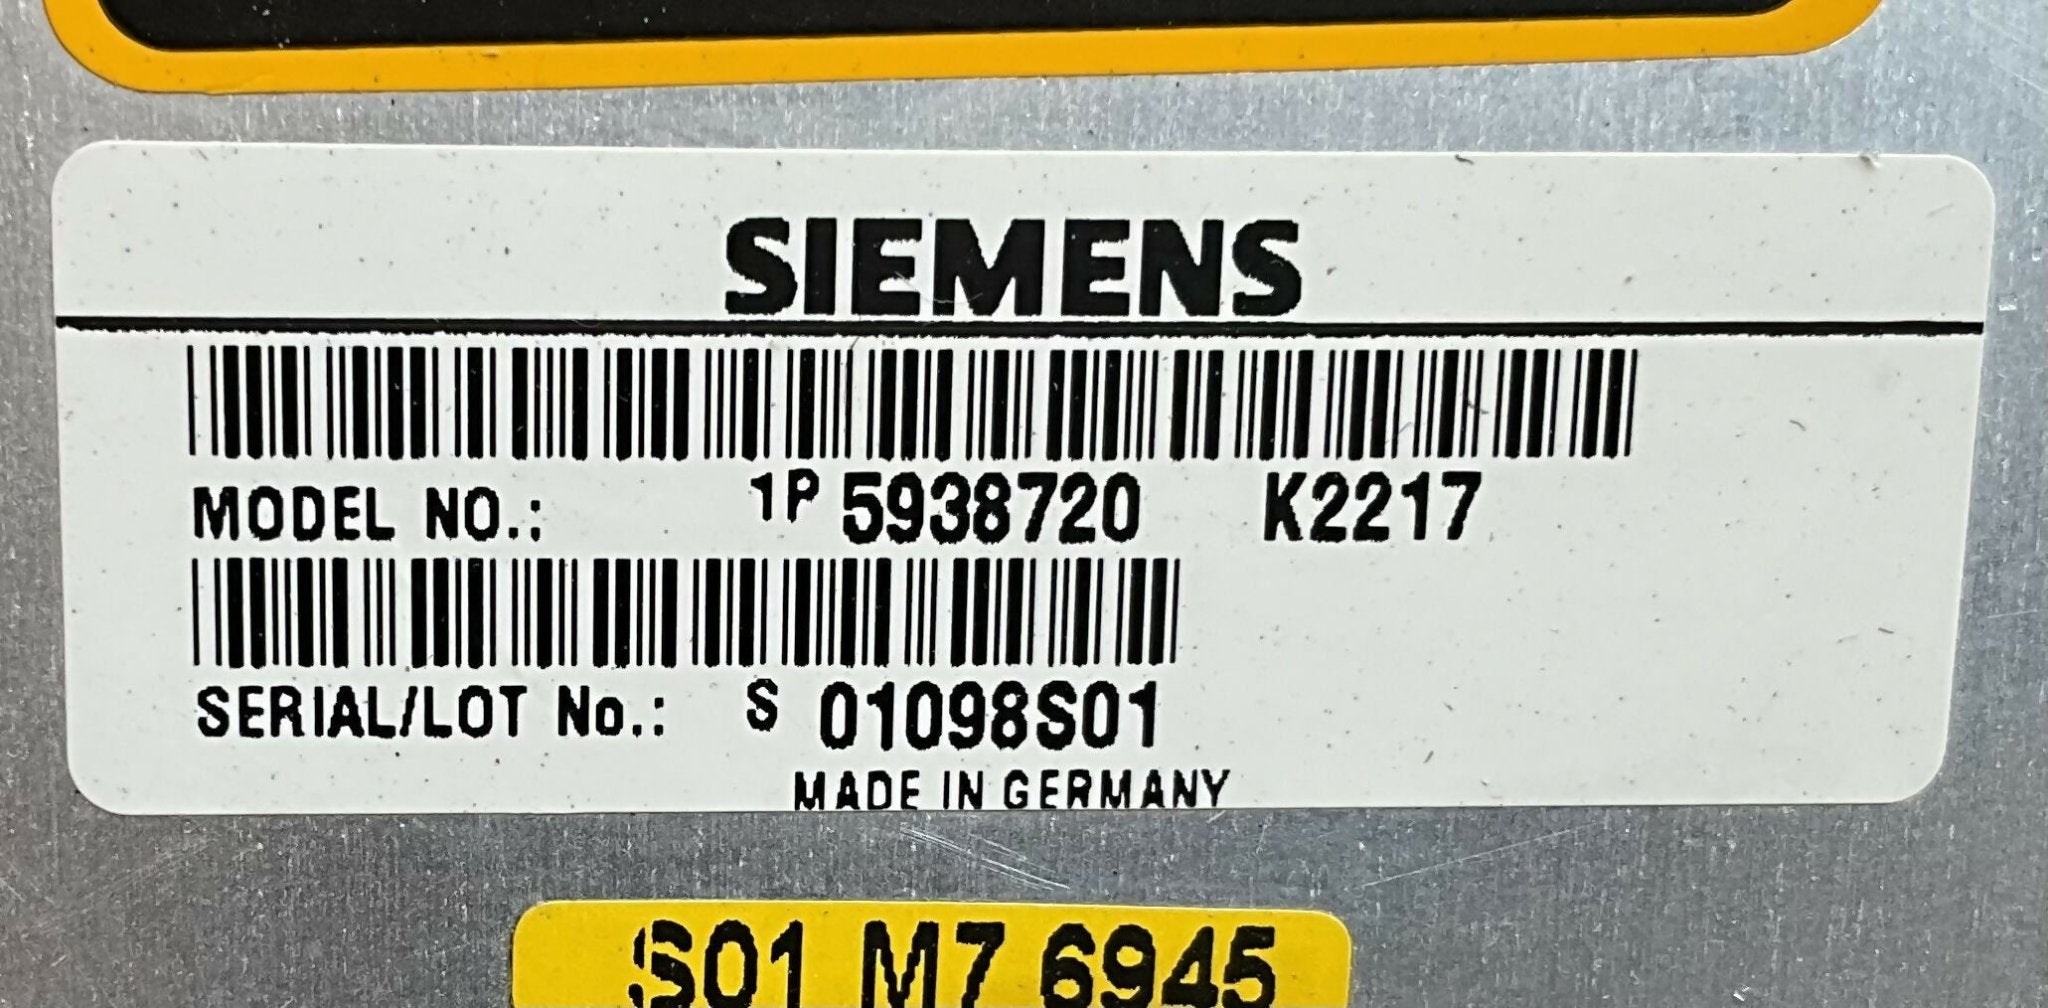 SIEMENS
MODEL NO.: 1P 5938720 K2217
SERIAL/LOT No.: S 01098S01
MADE IN GERMANY
S01 M7 6945